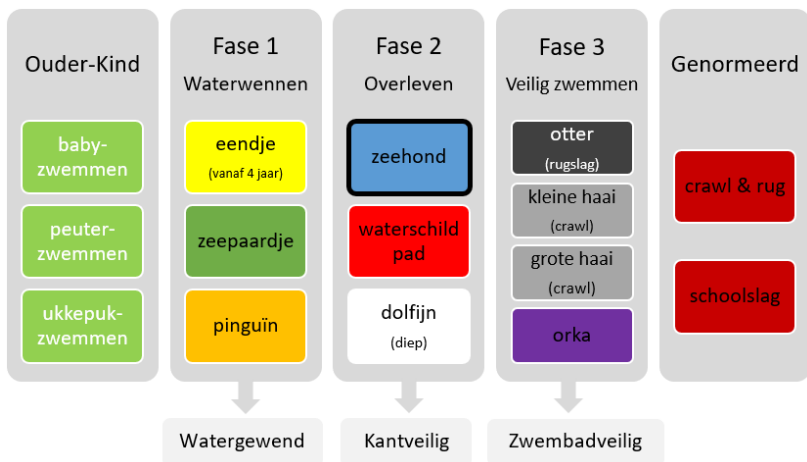 Ouder-Kind
baby-
zwemmen
peuter-
zwemmen
ukkepuk-
zwemmen
Fase 1
Waterwennen
eendje
(vanaf 4 jaar)
zeepaardje
pinguïn
Watergewend
Fase 2
Overleven
zeehond
waterschild
pad
dolfijn
(diep)
Kantveilig
Fase 3
Veilig zwemmen
otter
(rugslag)
kleine haai
(crawl)
grote haai
(crawl)
orka
Zwembadveilig
Genormeerd
crawl & rug
schoolslag